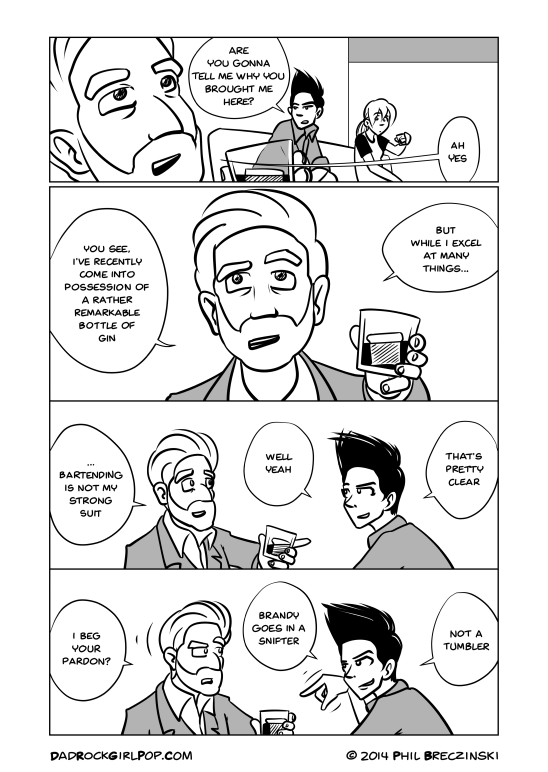 ARE
YOU GONNA
TELL ME WHY YOU
BROUGHT ME
HERE?
AH
YES
YOU SEE,
I'VE RECENTLY
COME INTO
POSSESSION OF
A RATHER
REMARKABLE
BOTTLE OF
GIN
BUT
WHILE I EXCEL
AT MANY
THINGS...
...
BARTENDING
IS NOT MY
STRONG
SUIT
WELL
YEAH
THAT'S
PRETTY
CLEAR
I BEG
YOUR
PARDON?
BRANDY
GOES IN A
SNIFTER
NOT A
TUMBLER
DADROCKGIRLPOP.COM
© 2014 PHIL BRECZINSKI